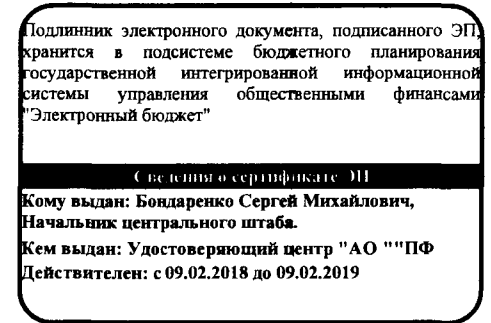 Подлинник электронного документа, подписанного ЭП,
хранится в подсистеме бюджетного планирования
государственной интегрированной информационной
системы управления общественными финансами
"Электронный бюджет"
Сведения о сертификате ЭП
Кому выдан: Бондаренко Сергей Михайлович,
Начальник центрального штаба.
Кем выдан: Удостоверяющий центр "АО ""ПФ
Действителен: с 09.02.2018 до 09.02.2019